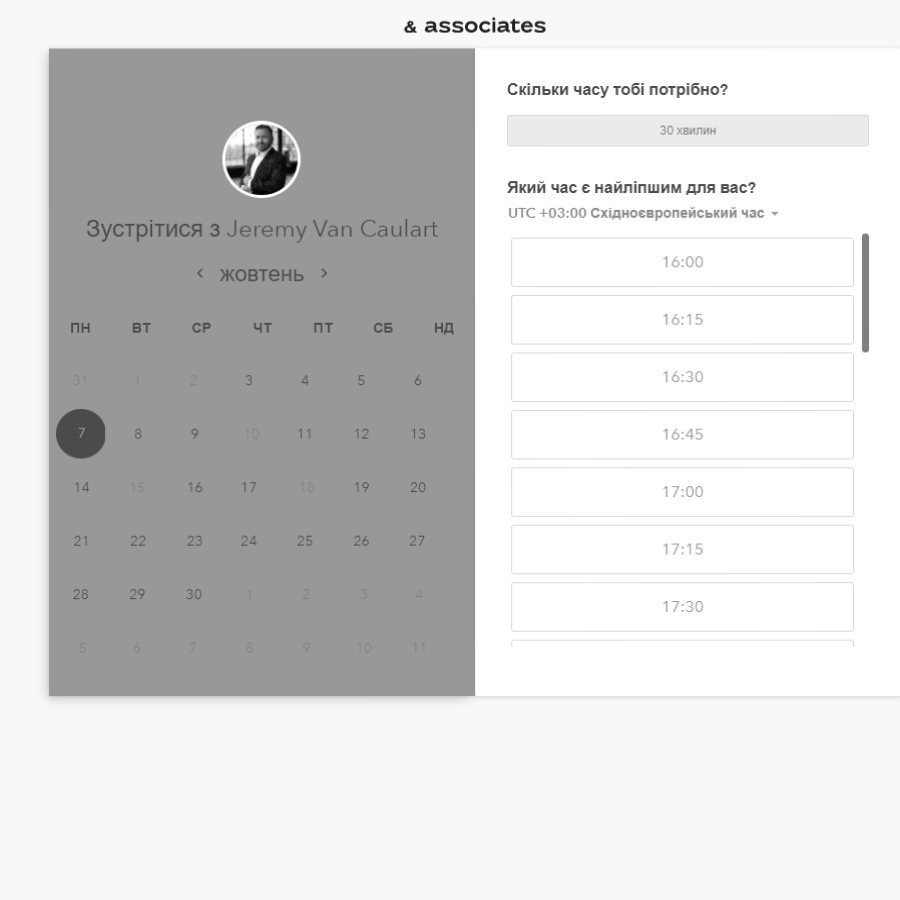 & associates
Зустрітися з Jeremy Van Caulart
жовтень
ПН ВТ СР ЧТ ПТ СБ НД
31 1 2 3 4 5 6
7 8 9 10 11 12 13
14 15 16 17 18 19 20
21 22 23 24 25 26 27
28 29 30 1 2 3 4
5 6 7 8 9 10 11
Скільки часу тобі потрібно?
30 хвилин
Який час є найліпшим для вас?
UTC +03:00 Східноєвропейський час
16:00
16:15
16:30
16:45
17:00
17:15
17:30